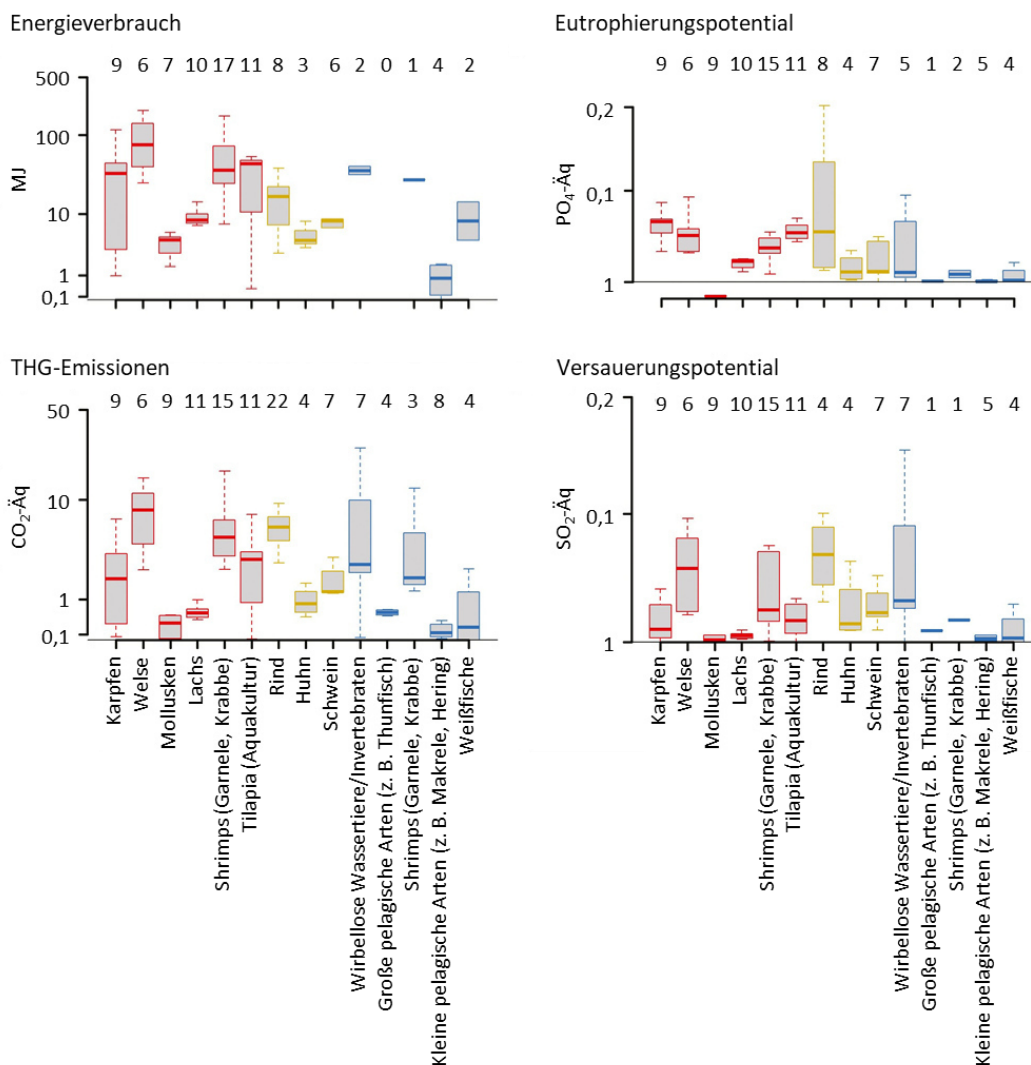 Energieverbrauch
9 6 7 10 17 11 8 3 6 2 0 1 4 2
500
100
10
1
0,1
MJ
Eutrophierungspotential
9 6 9 10 15 11 8 4 7 5 1 2 5 4
0,2
0,1
1
PO4-Äq
THG-Emissionen
9 6 9 11 15 11 22 4 7 7 4 3 8 4
50
10
1
0,1
CO2-Äq
Karpfen
Welse
Mollusken
Lachs
Shrimps (Garnele, Krabbe)
Tilapia (Aquakultur)
Rind
Huhn
Schwein
Wirbellose Wassertiere/Invertebraten
Große pelagische Arten (z. B. Thunfisch)
Shrimps (Garnele, Krabbe)
Kleine pelagische Arten (z. B. Makrele, Hering)
Weißfische
Versauerungspotential
9 6 9 10 15 11 4 4 7 7 1 1 5 4
0,2
0,1
1
SO2-Äq
Karpfen
Welse
Mollusken
Lachs
Shrimps (Garnele, Krabbe)
Tilapia (Aquakultur)
Rind
Huhn
Schwein
Wirbellose Wassertiere/Invertebraten
Große pelagische Arten (z. B. Thunfisch)
Shrimps (Garnele, Krabbe)
Kleine pelagische Arten (z. B. Makrele, Hering)
Weißfische